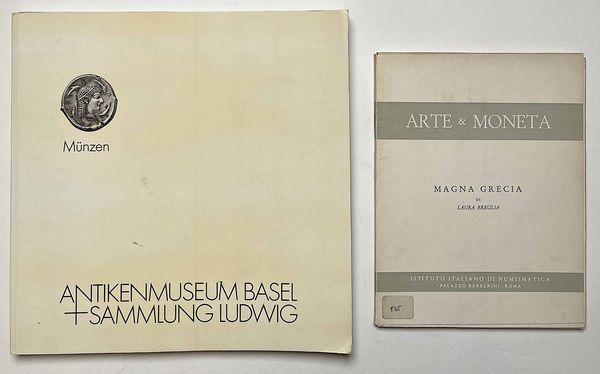 Münzen
ANTIKENMUSEUM BASEL
+SAMMLUNG LUDWIG
ARTE & MONETA
MAGNA GRECIA
DI
LAURA BREGLIA
ISTITUTO ITALIANO DI NUMISMATICA
PALAZZO BARBERINI - ROMA